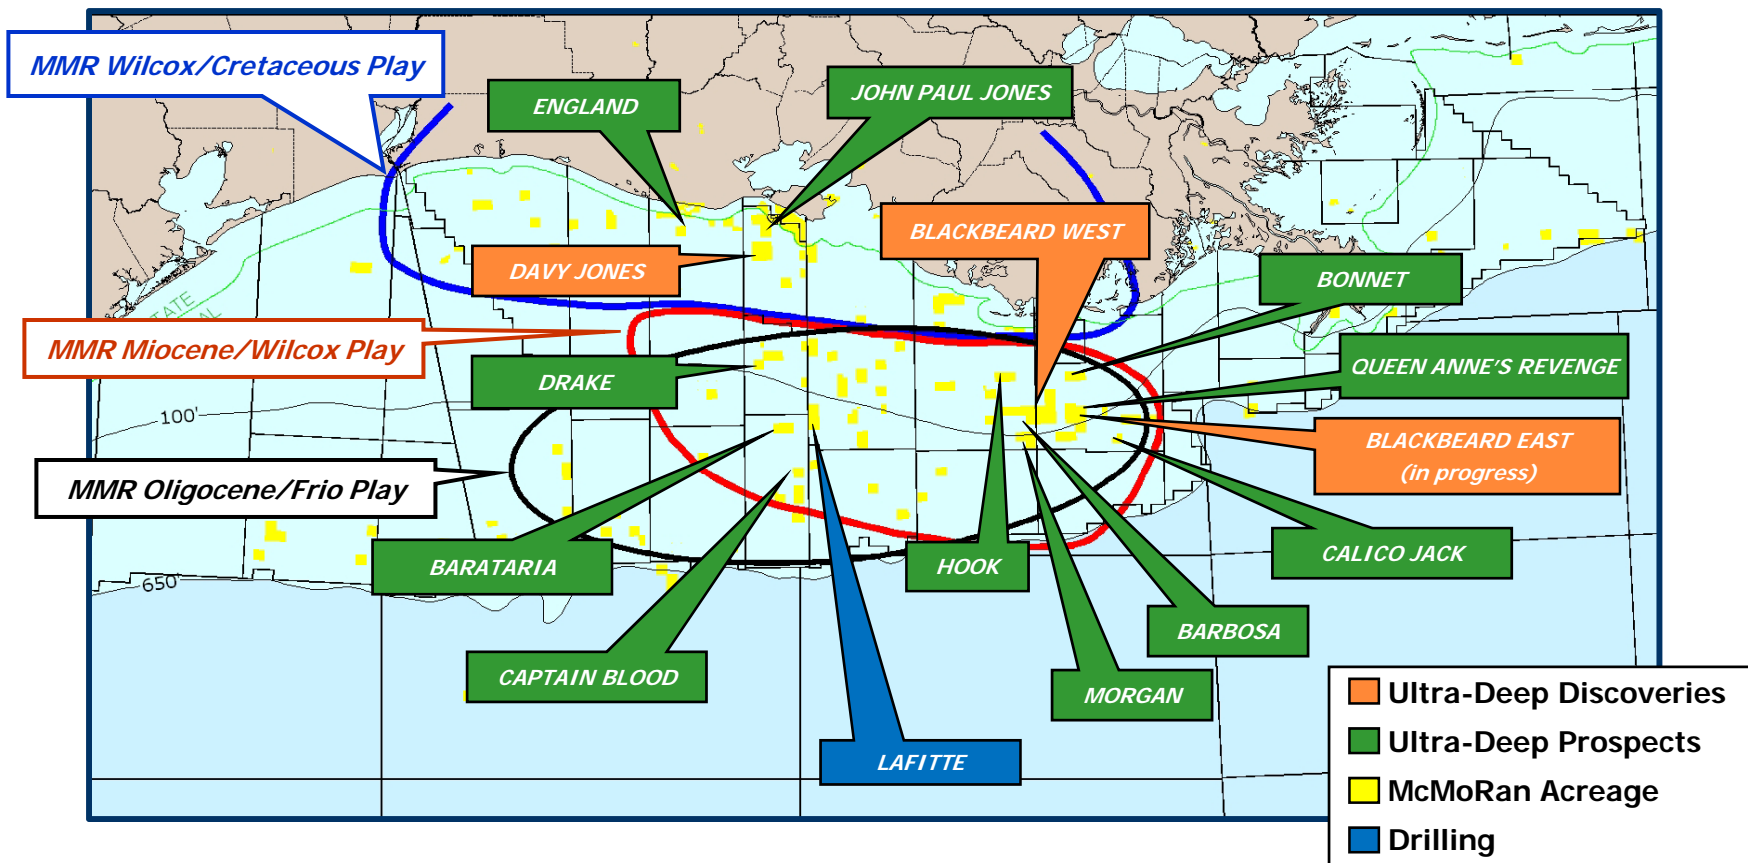 MMR Wilcox/Cretaceous Play
ENGLAND
JOHN PAUL JONES
BLACKBEARD WEST
DAVY JONES
BONNET
MMR Miocene/Wilcox Play
DRAKE
QUEEN ANNE'S REVENGE
100'
BLACKBEARD EAST
(in progress)
MMR Oligocene/Frio Play
BARATARIA
HOOK
CALICO JACK
650'
BARBOSA
CAPTAIN BLOOD
MORGAN
LAFITTE
Ultra-Deep Discoveries
Ultra-Deep Prospects
McMoRan Acreage
Drilling